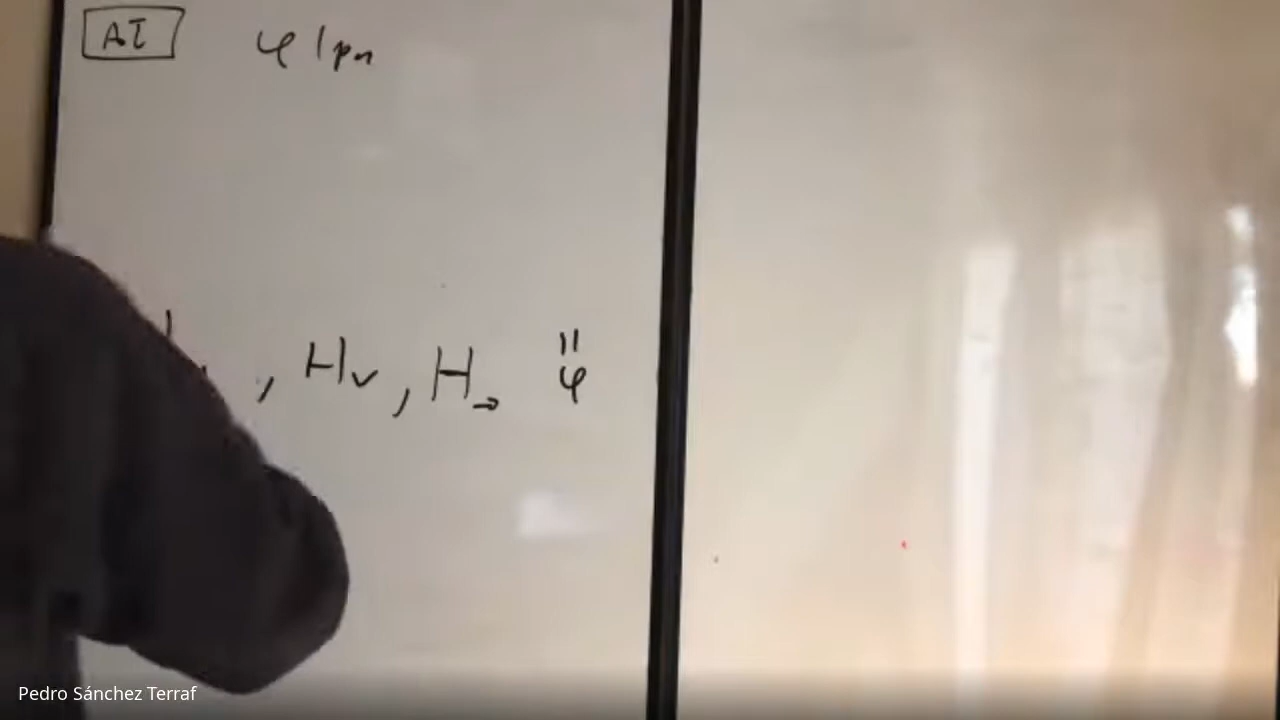 AI φ/pn
, H∨, H→ "
φ
Pedro Sánchez Terraf